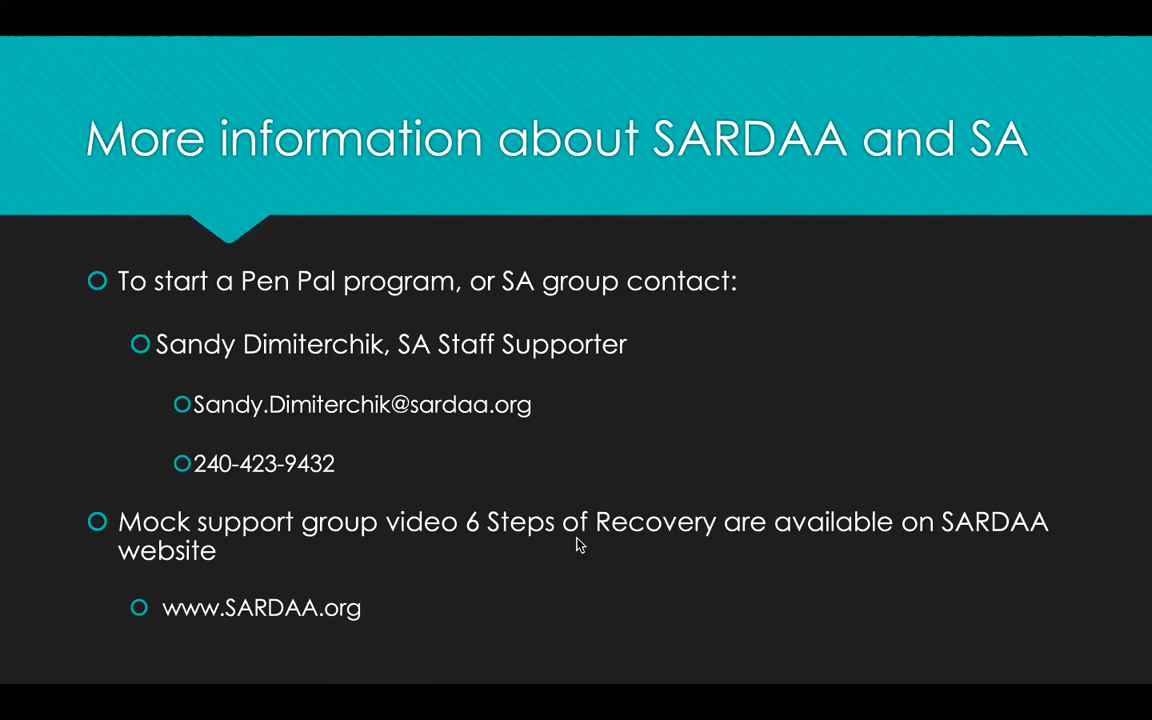 More information about SARDAA and SA
To start a Pen Pal program, or SA group contact:
Sandy Dimiterchik, SA Staff Supporter
Sandy.Dimiterchik@sardaa.org
240-423-9432
Mock support group video 6 Steps of Recovery are available on SARDAA
website
www.SARDAA.org